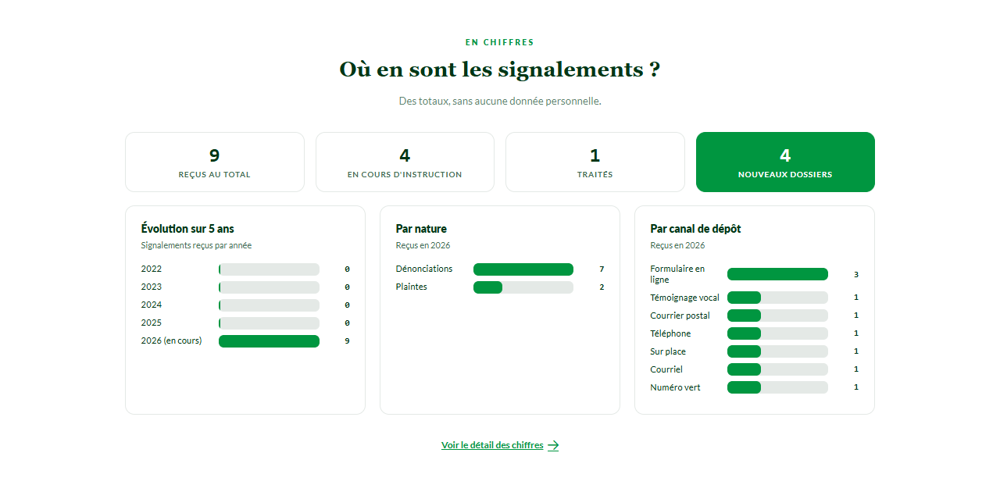 EN CHIFFRES
Où en sont les signalements ?
Des totaux, sans aucune donnée personnelle.
9
REÇUS AU TOTAL
4
EN COURS D'INSTRUCTION
1
TRAITÉS
4
NOUVEAUX DOSSIERS
Évolution sur 5 ans
Signalements reçus par année
2022 0
2023 0
2024 0
2025 0
2026 (en cours) 9
Par nature
Reçus en 2026
Dénonciations 7
Plaintes 2
Par canal de dépôt
Reçus en 2026
Formulaire en
ligne 3
Témoignage vocal 1
Courrier postal 1
Téléphone 1
Sur place 1
Courriel 1
Numéro vert 1
Voir le détail des chiffres →